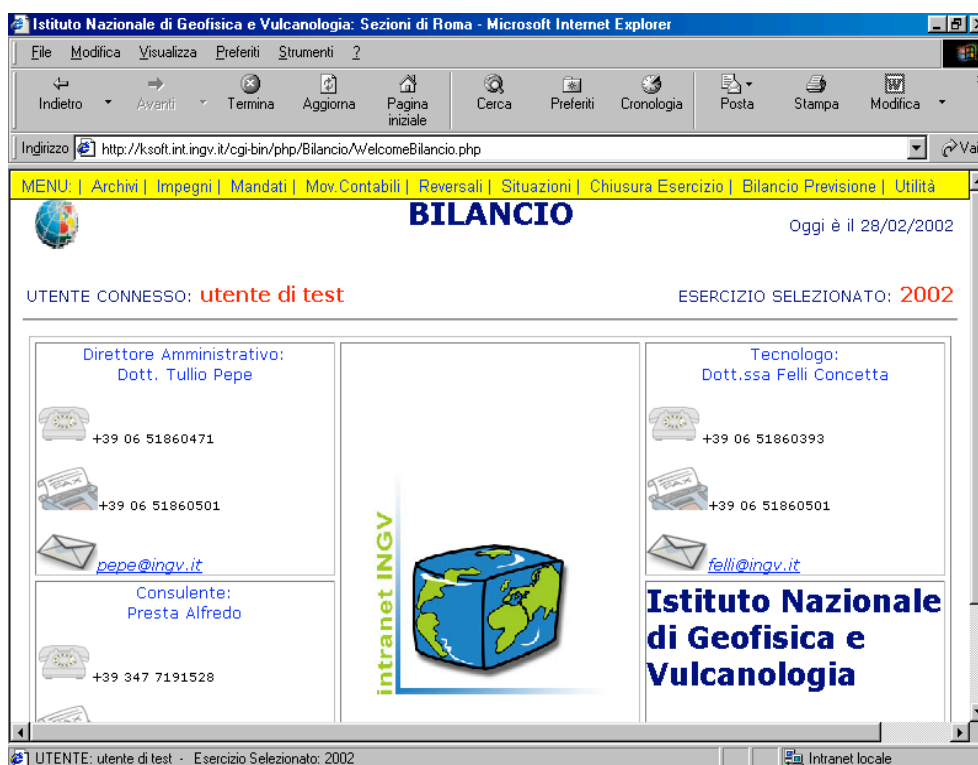 Istituto Nazionale di Geofisica e Vulcanologia: Sezioni di Roma - Microsoft Internet Explorer
File Modifica Visualizza Preferiti Strumenti ?
Indietro Avanti Termina Aggiorna Pagina iniziale Cerca Preferiti Cronologia Posta Stampa Modifica
Indirizzo http://ksoft.int.ingv.it/cgi-bin/php/Bilancio/WelcomeBilancio.php Vai
MENU: | Archivi | Impegni | Mandati | Mov.Contabili | Reversali | Situazioni | Chiusura Esercizio | Bilancio Previsione | Utilità
BILANCIO
Oggi è il 28/02/2002
UTENTE CONNESSO: utente di test
ESERCIZIO SELEZIONATO: 2002
Direttore Amministrativo:
Dott. Tullio Pepe
+39 06 51860471
FAX
+39 06 51860501
pepe@ingv.it
Consulente:
Presta Alfredo
+39 347 7191528
intranet INGV
Tecnologo:
Dott.ssa Felli Concetta
+39 06 51860393
FAX
+39 06 51860501
felli@ingv.it
Istituto Nazionale
di Geofisica e
Vulcanologia
UTENTE: utente di test - Esercizio Selezionato: 2002
Intranet locale